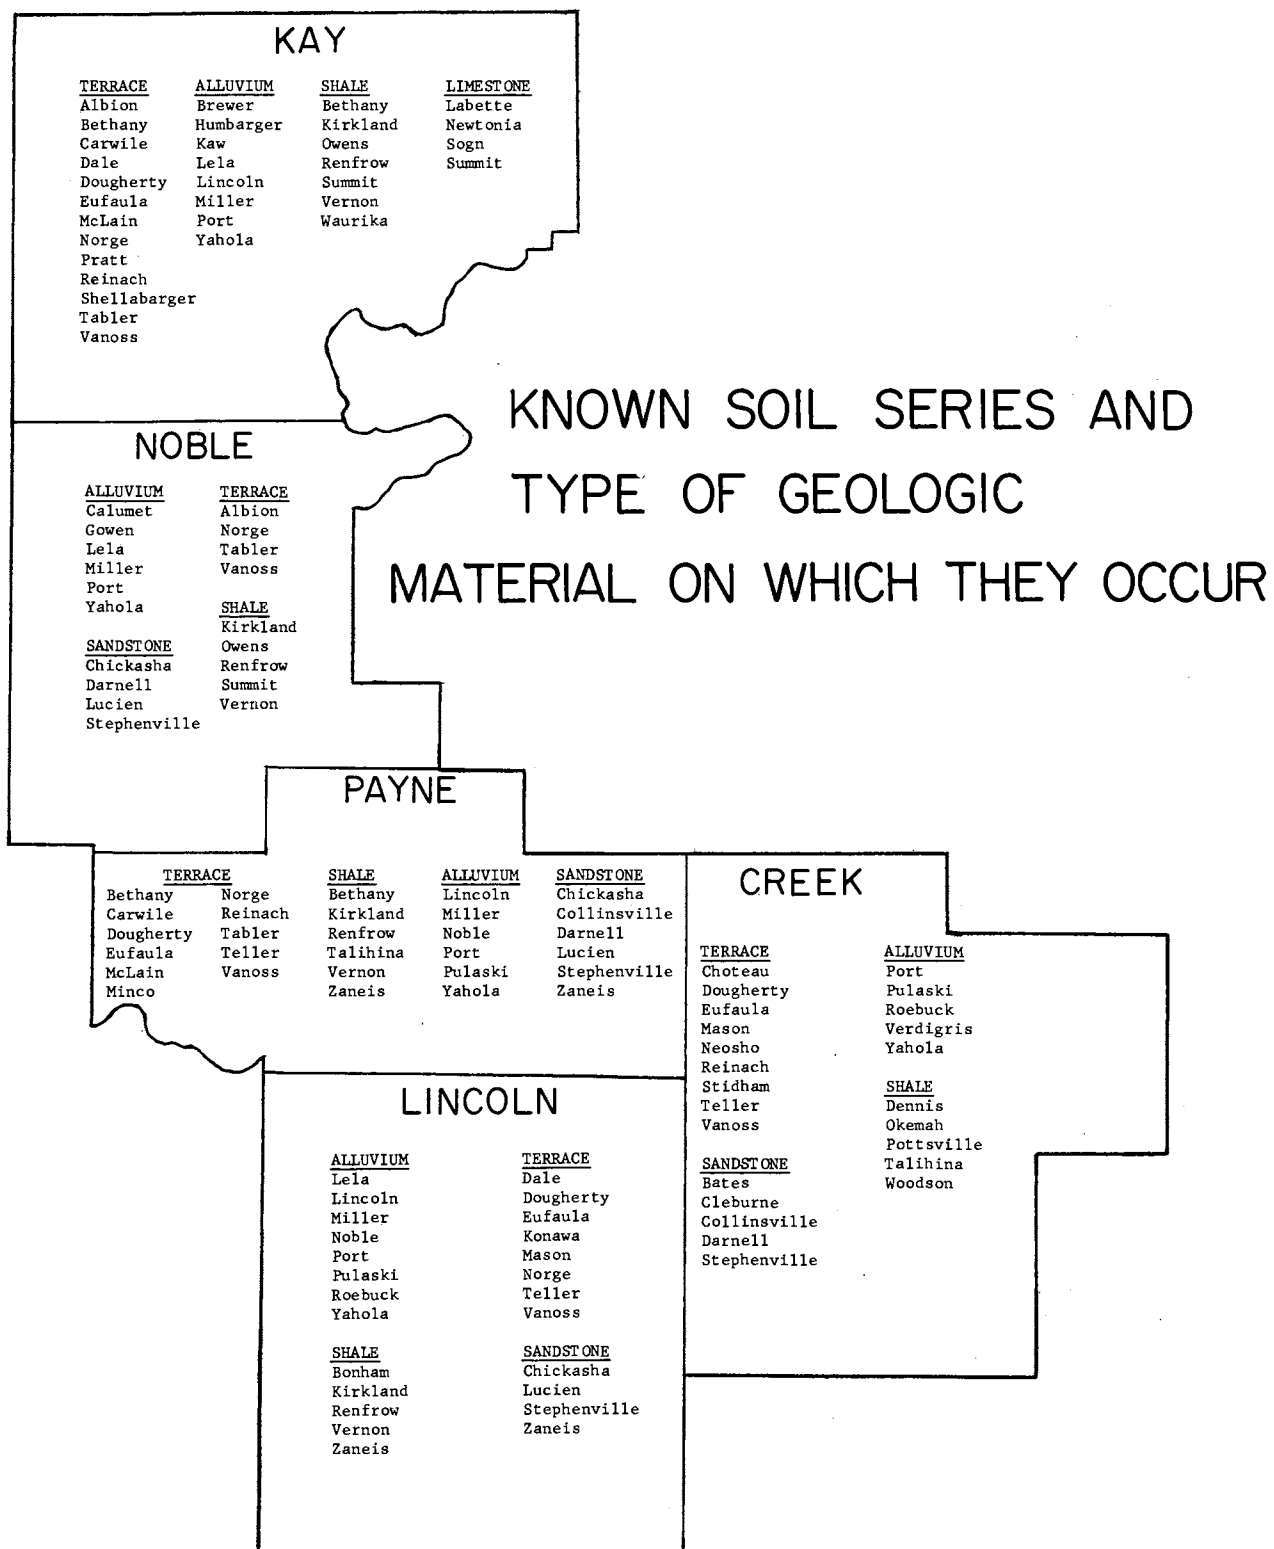 KAY
TERRACE
Albion
Bethany
Carwile
Dale
Dougherty
Eufaula
McLain
Norge
Pratt
Reinach
Shellabarger
Tabler
Vanoss
ALLUVIUM
Brewer
Humbarger
Kaw
Lela
Lincoln
Miller
Port
Yahola
SHALE
Bethany
Kirkland
Owens
Renfrow
Summit
Vernon
Waurika
LIMESTONE
Labette
Newtonia
Sogn
Summit
KNOWN SOIL SERIES AND
TYPE OF GEOLOGIC
MATERIAL ON WHICH THEY OCCUR
NOBLE
ALLUVIUM
Calumet
Gowen
Lela
Miller
Port
Yahola
SANDSTONE
Chickasha
Darnell
Lucien
Stephenville
TERRACE
Albion
Norge
Tabler
Vanoss
SHALE
Kirkland
Owens
Renfrow
Summit
Vernon
PAYNE
TERRACE
Bethany Norge
Carwile Reinach
Dougherty Tabler
Eufaula Teller
McLain Vanoss
Minco
SHALE
Bethany
Kirkland
Renfrow
Talihina
Vernon
Zaneis
ALLUVIUM
Lincoln
Miller
Noble
Port
Pulaski
Yahola
SANDSTONE
Chickasha
Collinsville
Darnell
Lucien
Stephenville
Zaneis
CREEK
TERRACE
Choteau
Dougherty
Eufaula
Mason
Neosho
Reinach
Stidham
Teller
Vanoss
SANDSTONE
Bates
Cleburne
Collinsville
Darnell
Stephenville
ALLUVIUM
Port
Pulaski
Roebuck
Verdigris
Yahola
SHALE
Dennis
Okemah
Pottsville
Talihina
Woodson
LINCOLN
ALLUVIUM
Lela
Lincoln
Miller
Noble
Port
Pulaski
Roebuck
Yahola
SHALE
Bonham
Kirkland
Renfrow
Vernon
Zaneis
TERRACE
Dale
Dougherty
Eufaula
Konawa
Mason
Norge
Teller
Vanoss
SANDSTONE
Chickasha
Lucien
Stephenville
Zaneis